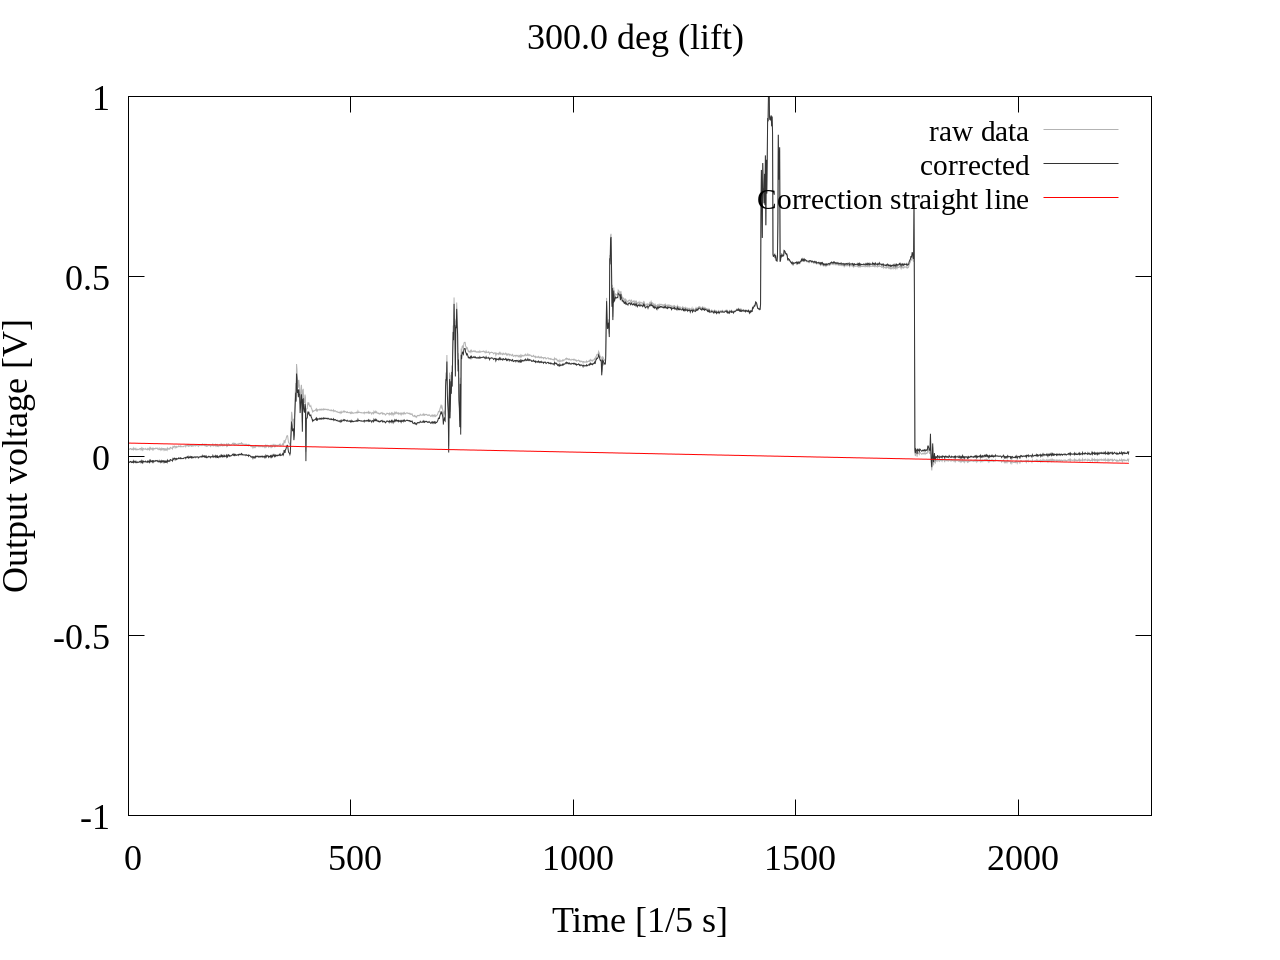 300.0 deg (lift)
1
0.5
0
-0.5
-1
Output voltage [V]
raw data
corrected
Correction straight line
0 500 1000 1500 2000
Time [1/5 s]